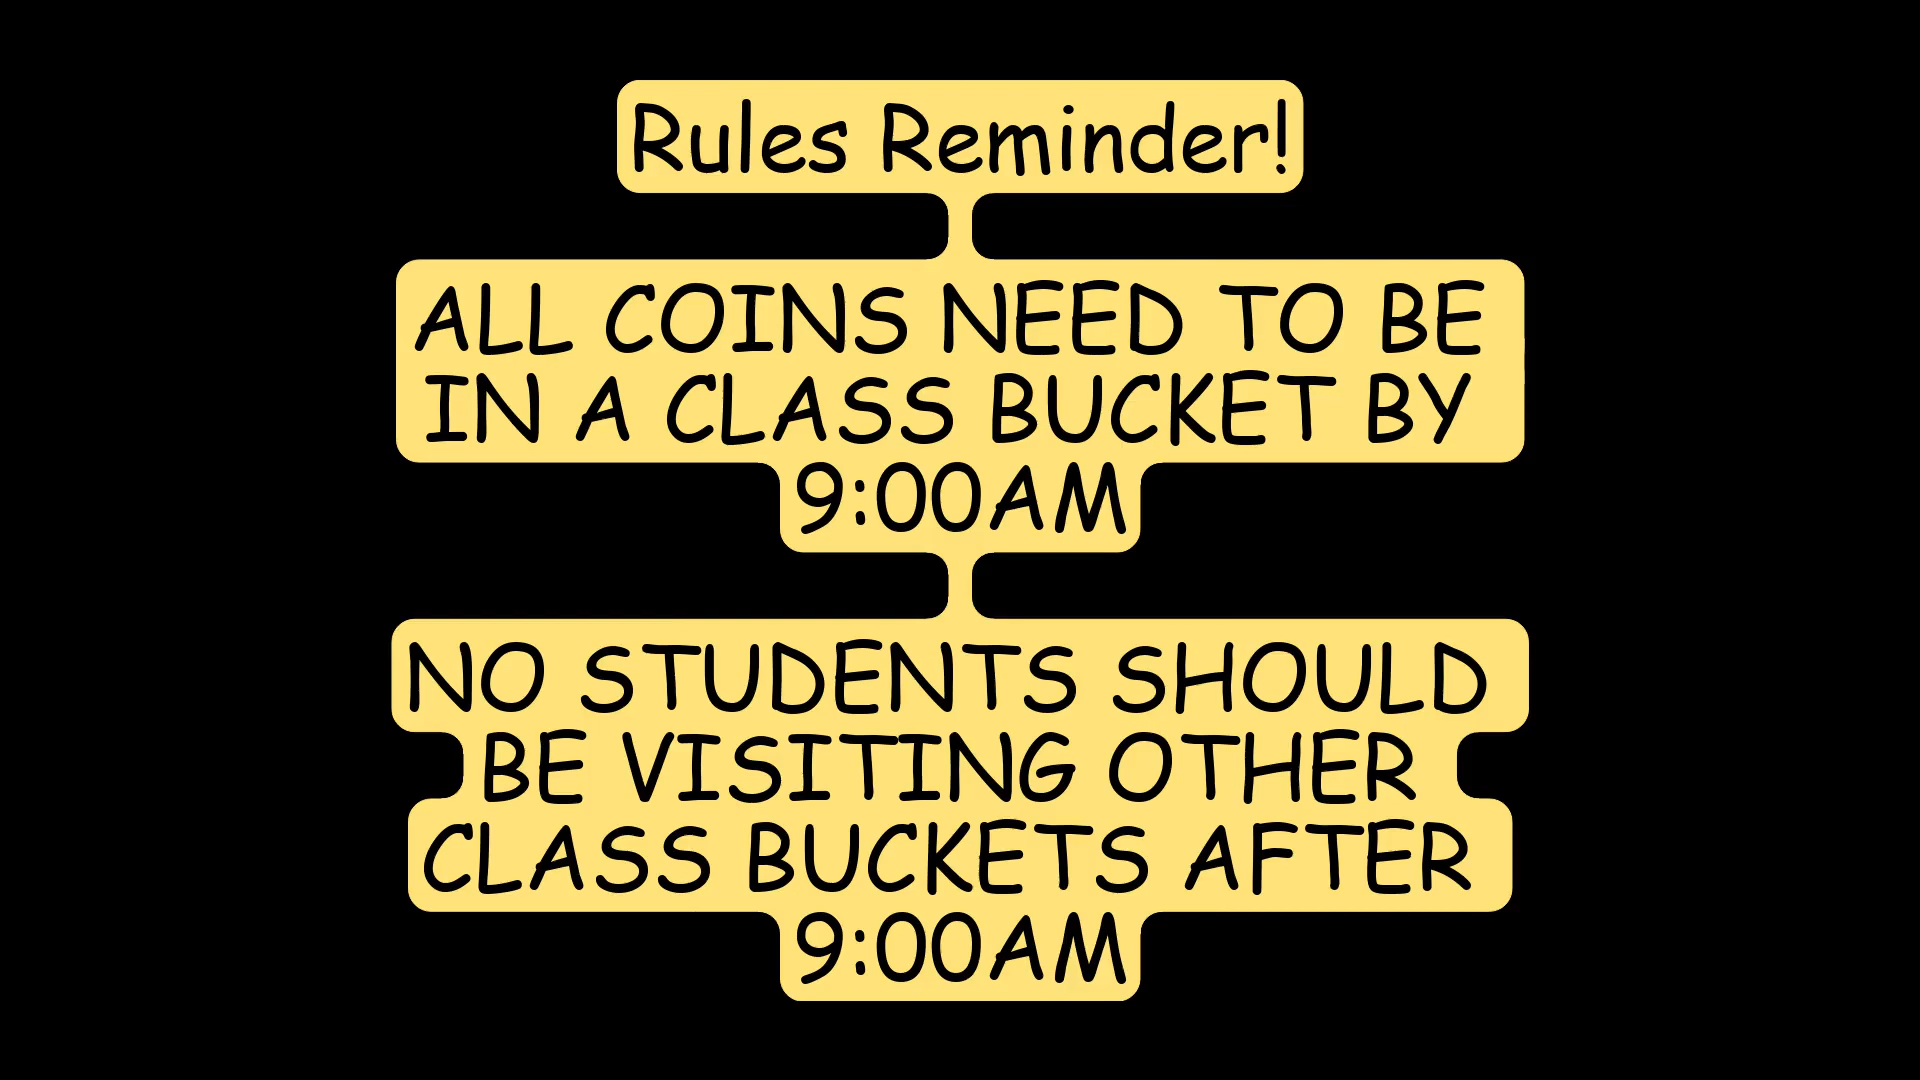 Rules Reminder!
ALL COINS NEED TO BE
IN A CLASS BUCKET BY
9:00AM
NO STUDENTS SHOULD
BE VISITING OTHER
CLASS BUCKETS AFTER
9:00AM